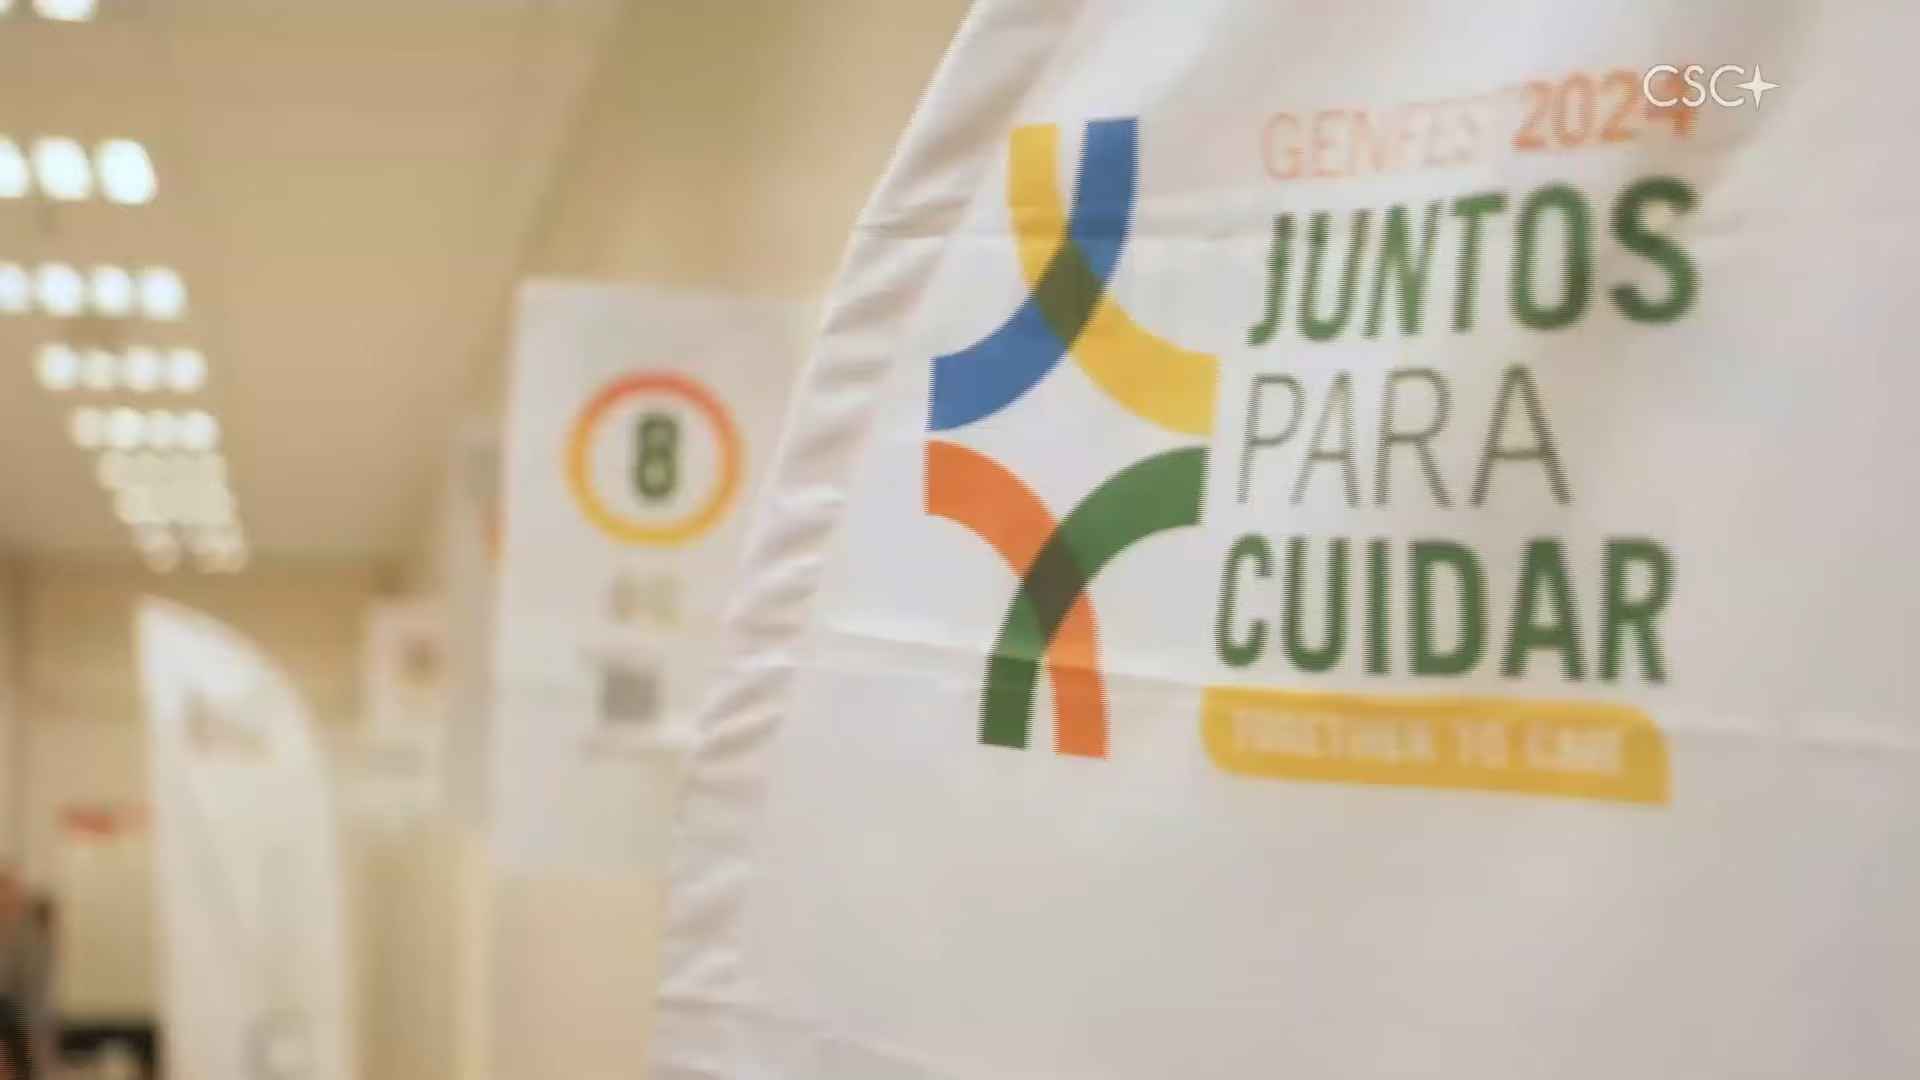 CSC
GENFEST 2024
JUNTOS
PARA
CUIDAR
TOGETHER TO CARE
8